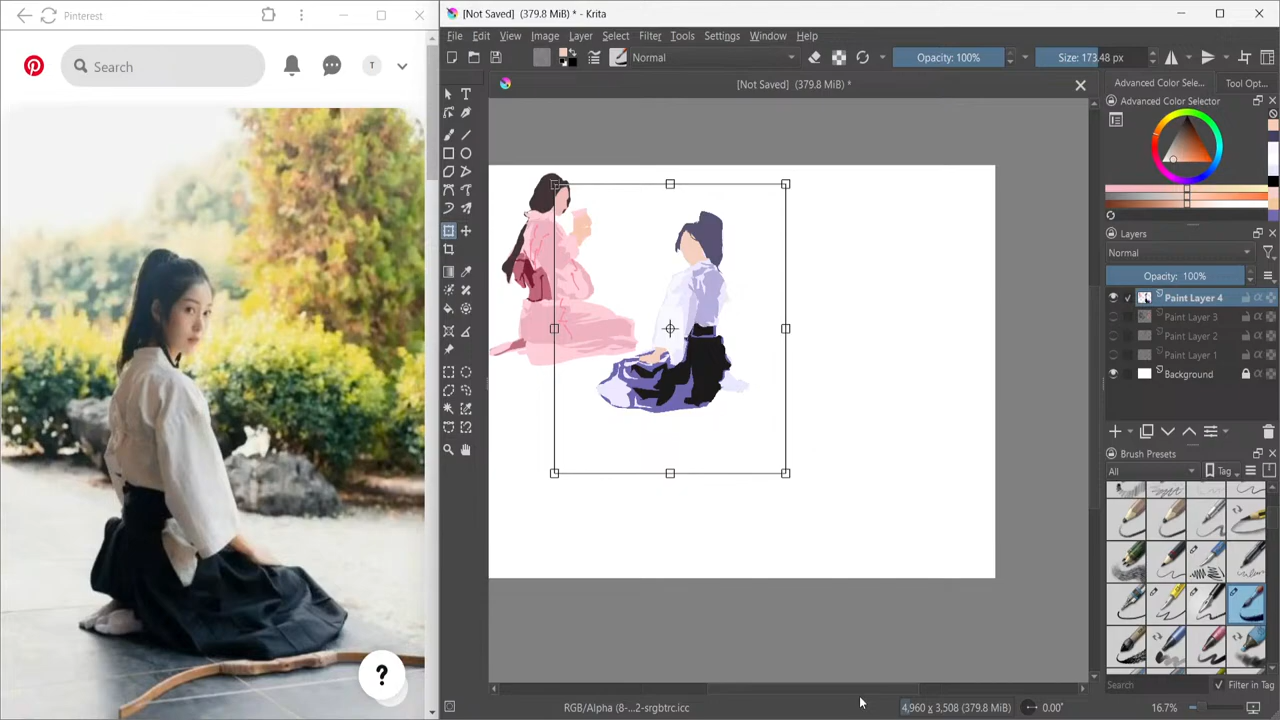 Pinterest
Search
T
?
[Not Saved] (379.8 MiB) * - Krita
File Edit View Image Layer Select Filter Tools Settings Window Help
Normal
Opacity: 100%
Size: 173.48 px
[Not Saved] (379.8 MiB) *
Advanced Color Sele...
Tool Opt...
Advanced Color Selector
Layers
Normal
Opacity: 100%
Paint Layer 4
Paint Layer 3
Paint Layer 2
Paint Layer 1
Background
Brush Presets
All
Tag
Search
Filter in Tag
RGB/Alpha (8-...2-srgbtrc.icc
4,960 x 3,508 (379.8 MiB)
0.00°
16.7%